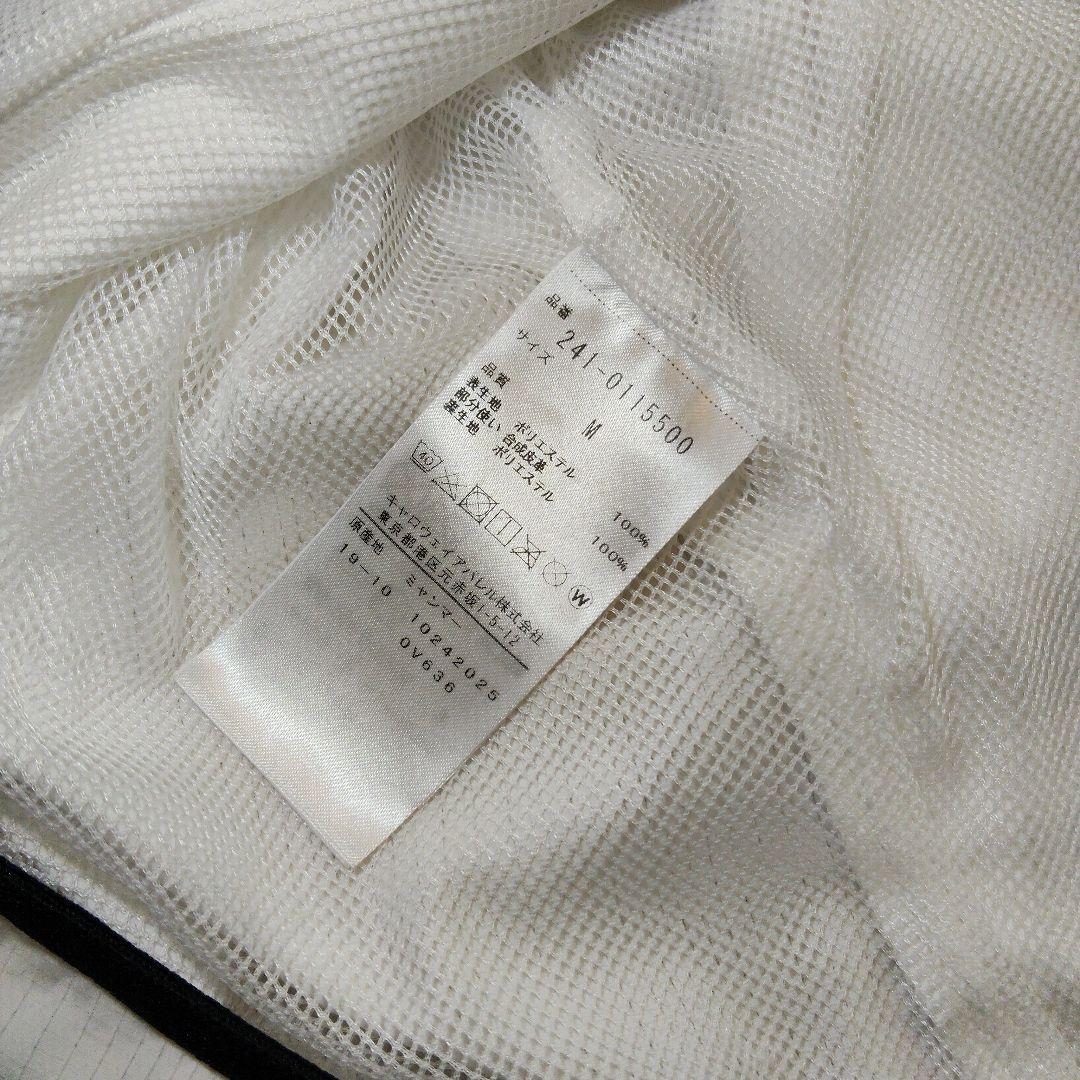 品番 241-0115500
サイズ M
品質
表生地 ポリエステル 100%
部分使い 合成皮革
裏生地 ポリエステル 100%
40 W
キャロウェイアパレル株式会社
東京都港区元赤坂1-5-12
原産地 ミャンマー
19-10 10242025
0V636